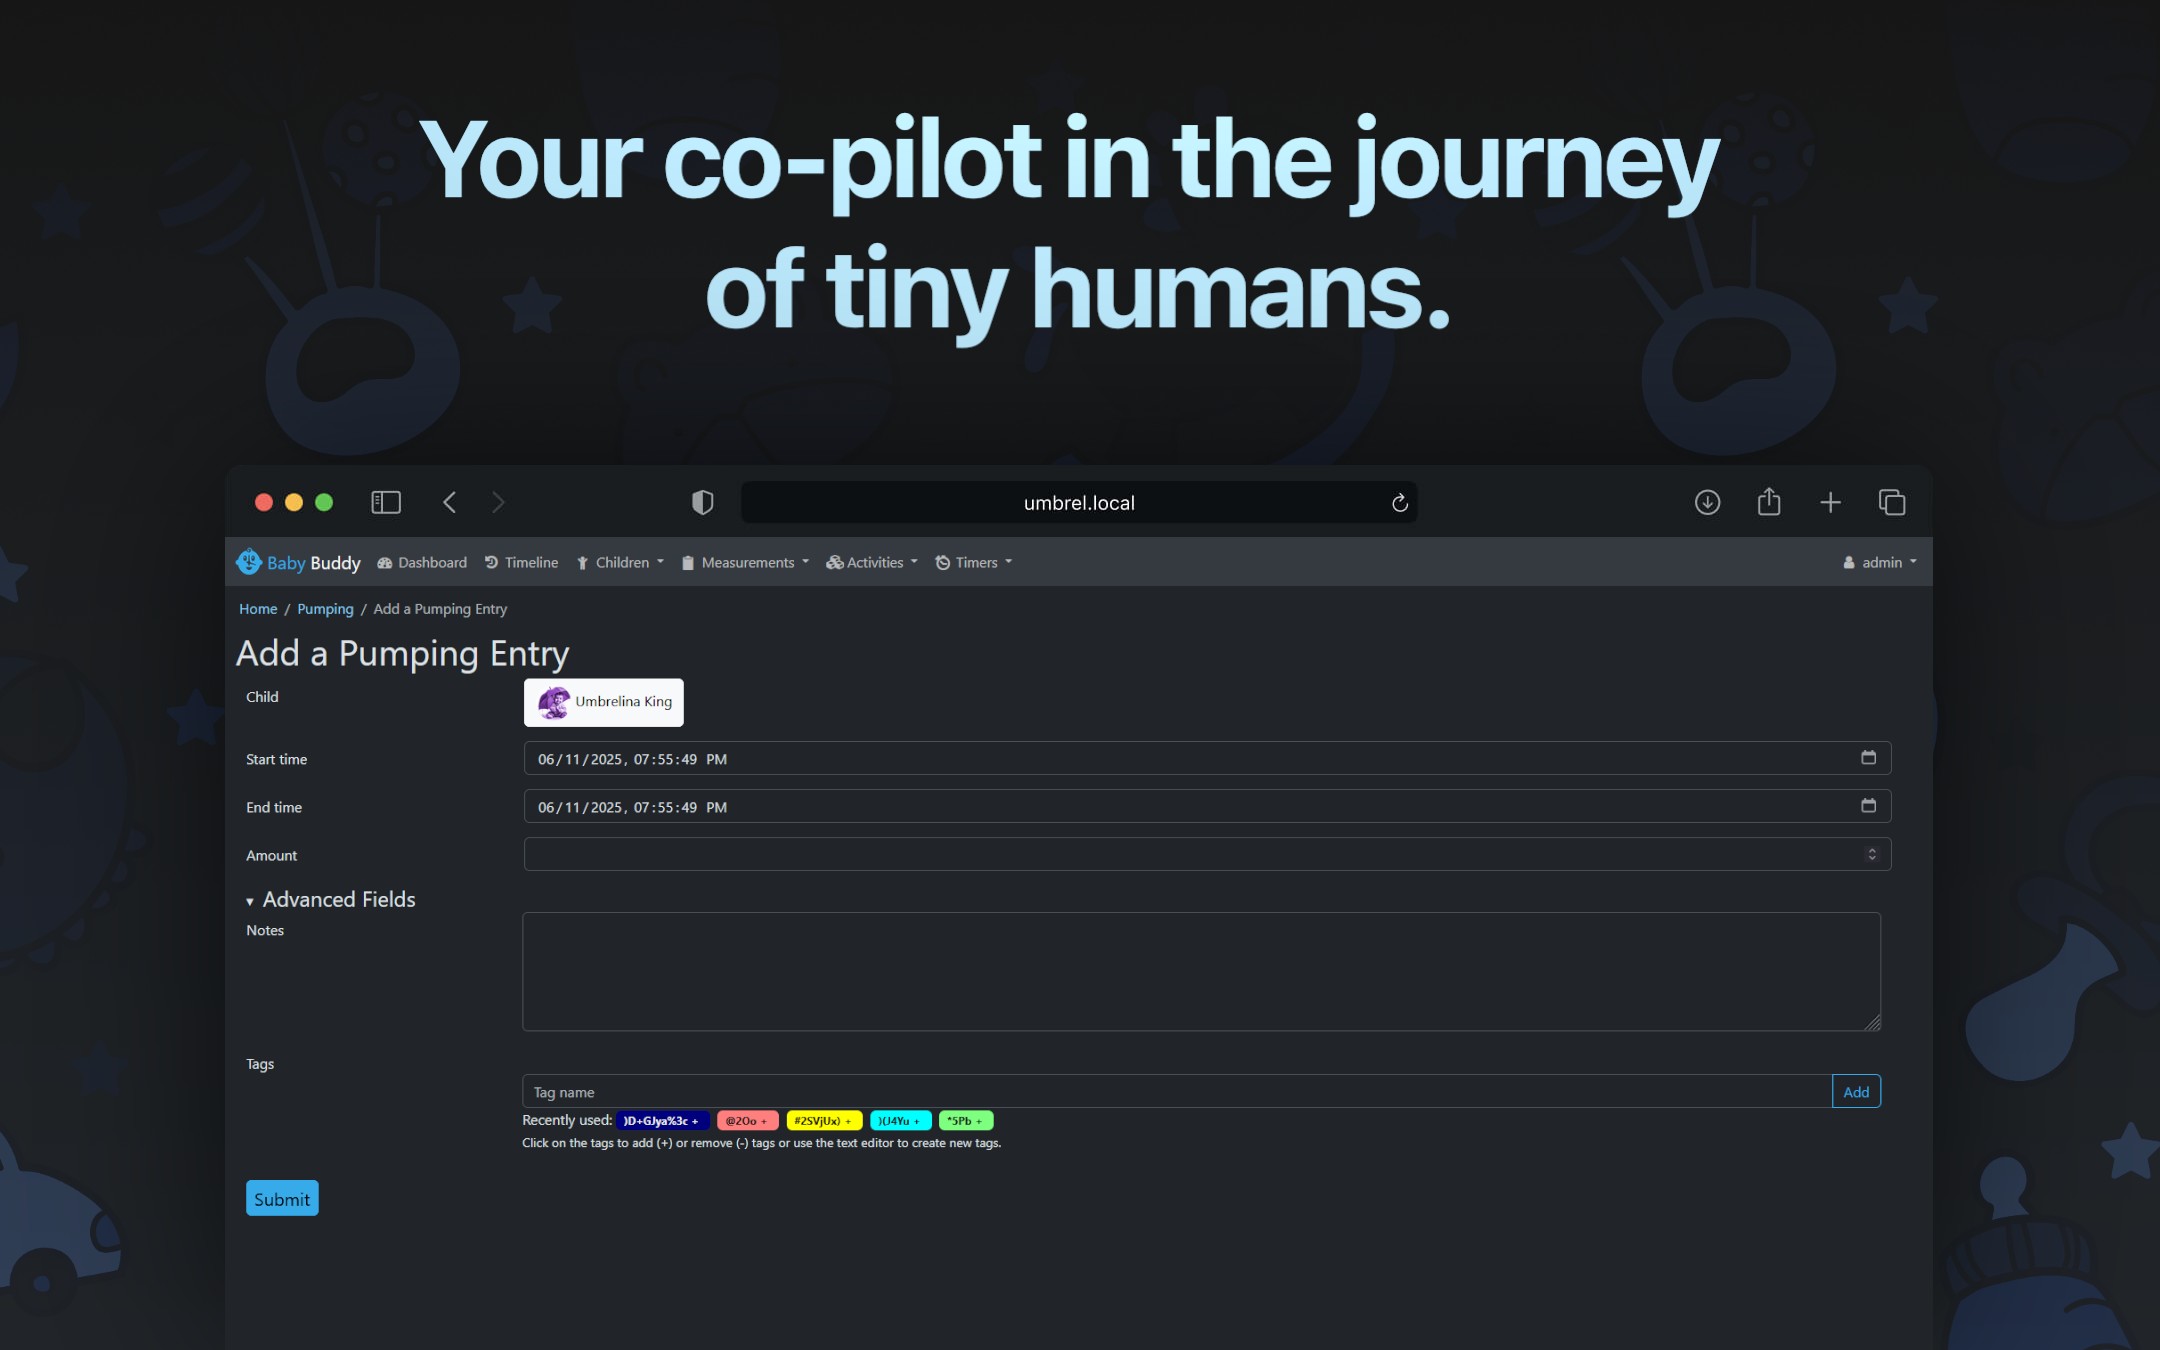 Your co-pilot in the journey
of tiny humans.
umbrel.local
Baby Buddy Dashboard Timeline Children Measurements Activities Timers admin
Home / Pumping / Add a Pumping Entry
Add a Pumping Entry
Child Umbrelina King
Start time 06/11/2025, 07:55:49 PM
End time 06/11/2025, 07:55:49 PM
Amount
Advanced Fields
Notes
Tags
Tag name Add
Recently used: )D+GJya%3c + @2Oo + #2SVjUx) + )(J4Yu + *5Pb +
Click on the tags to add (+) or remove (-) tags or use the text editor to create new tags.
Submit